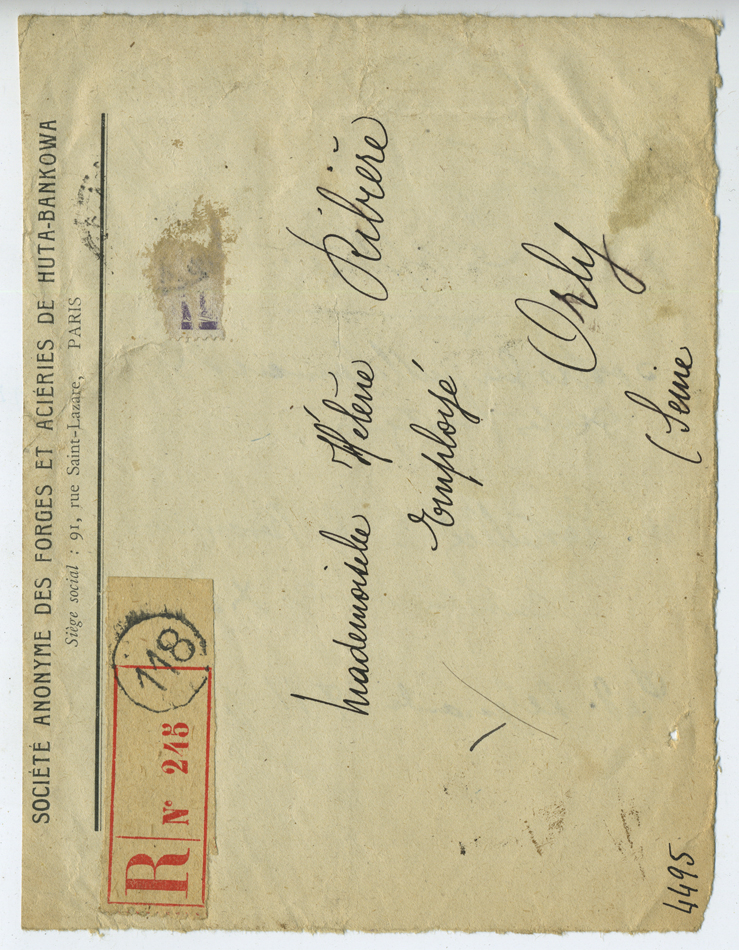 SOCIÉTÉ ANONYME DES FORGES ET ACIÉRIES DE HUTA-BANKOWA
Siège social : 91, rue Saint-Lazare, PARIS
R
N° 245
118
Mademoiselle Hélène Ribière
Employé
Orly
(Seine
4495